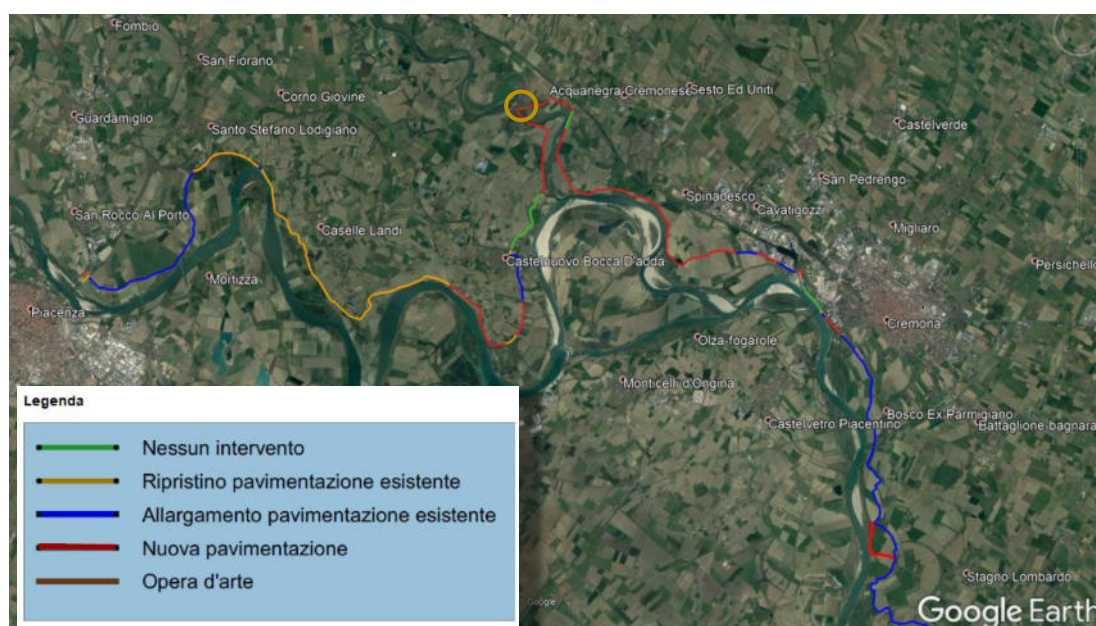 Fombio
San Fiorano
Corno Giovine
Acquanegra Cremonese
Sesto Ed Uniti
Guardamiglio
Santo Stefano Lodigiano
Castelverde
San Pedrengo
San Rocco Al Porto
Spinadesco
Cavatigozzi
Caselle Landi
Migliaro
Castelnuovo Bocca D'adda
Persichello
Mortizza
Piacenza
Cremona
Olza-fogarole
Monticelli d'Ongina
Castelvetro Piacentino
Bosco Ex Parmigiano
Battaglione-bagnara
Legenda
Nessun intervento
Ripristino pavimentazione esistente
Allargamento pavimentazione esistente
Nuova pavimentazione
Opera d'arte
Stagno Lombardo
Google
Google Earth